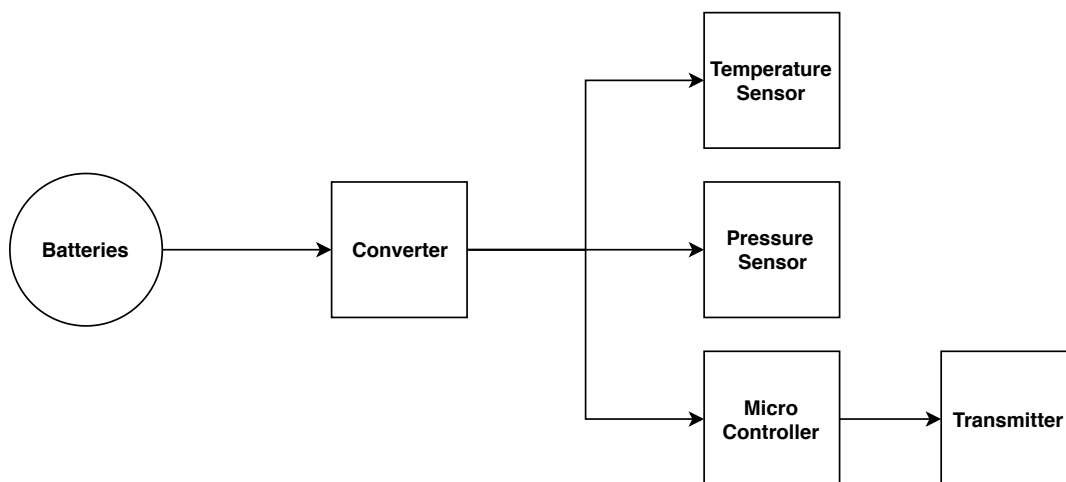 Temperature
Sensor
Batteries
Converter
Pressure
Sensor
Micro
Controller
Transmitter